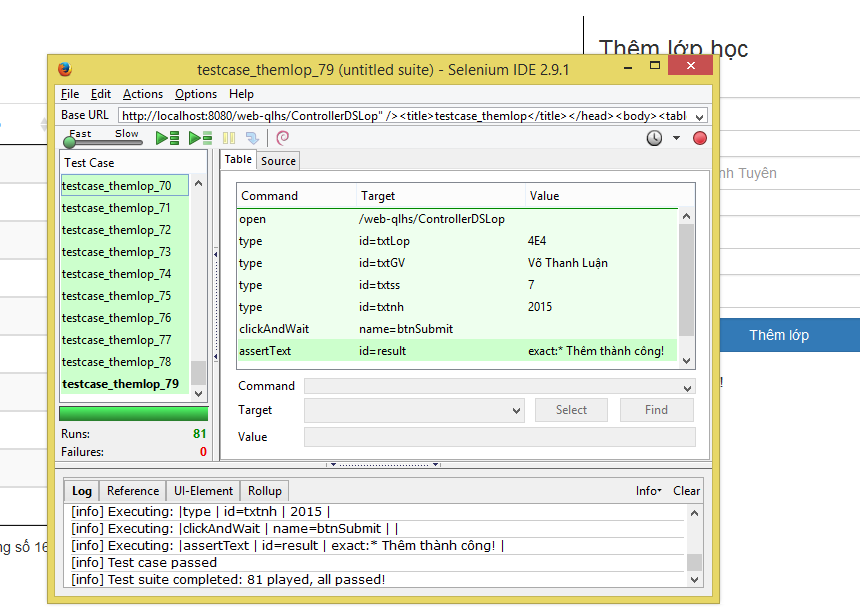 Thêm lớp học
testcase_themlop_79 (untitled suite) - Selenium IDE 2.9.1
File Edit Actions Options Help
Base URL http://localhost:8080/web-qlhs/ControllerDSLop" /><title>testcase_themlop</title></head><body><tabl
Fast Slow
Test Case
testcase_themlop_70
testcase_themlop_71
testcase_themlop_72
testcase_themlop_73
testcase_themlop_74
testcase_themlop_75
testcase_themlop_76
testcase_themlop_77
testcase_themlop_78
testcase_themlop_79
Runs: 81
Failures: 0
Table Source
Command Target Value
open /web-qlhs/ControllerDSLop
type id=txtLop 4E4
type id=txtGV Võ Thanh Luận
type id=txtss 7
type id=txtnh 2015
clickAndWait name=btnSubmit
assertText id=result exact:* Thêm thành công!
Command
Target Select Find
Value
nh Tuyên
Thêm lớp
!
Log Reference UI-Element Rollup Info Clear
[info] Executing: |type | id=txtnh | 2015 |
[info] Executing: |clickAndWait | name=btnSubmit | |
[info] Executing: |assertText | id=result | exact:* Thêm thành công! |
[info] Test case passed
[info] Test suite completed: 81 played, all passed!
ng số 16